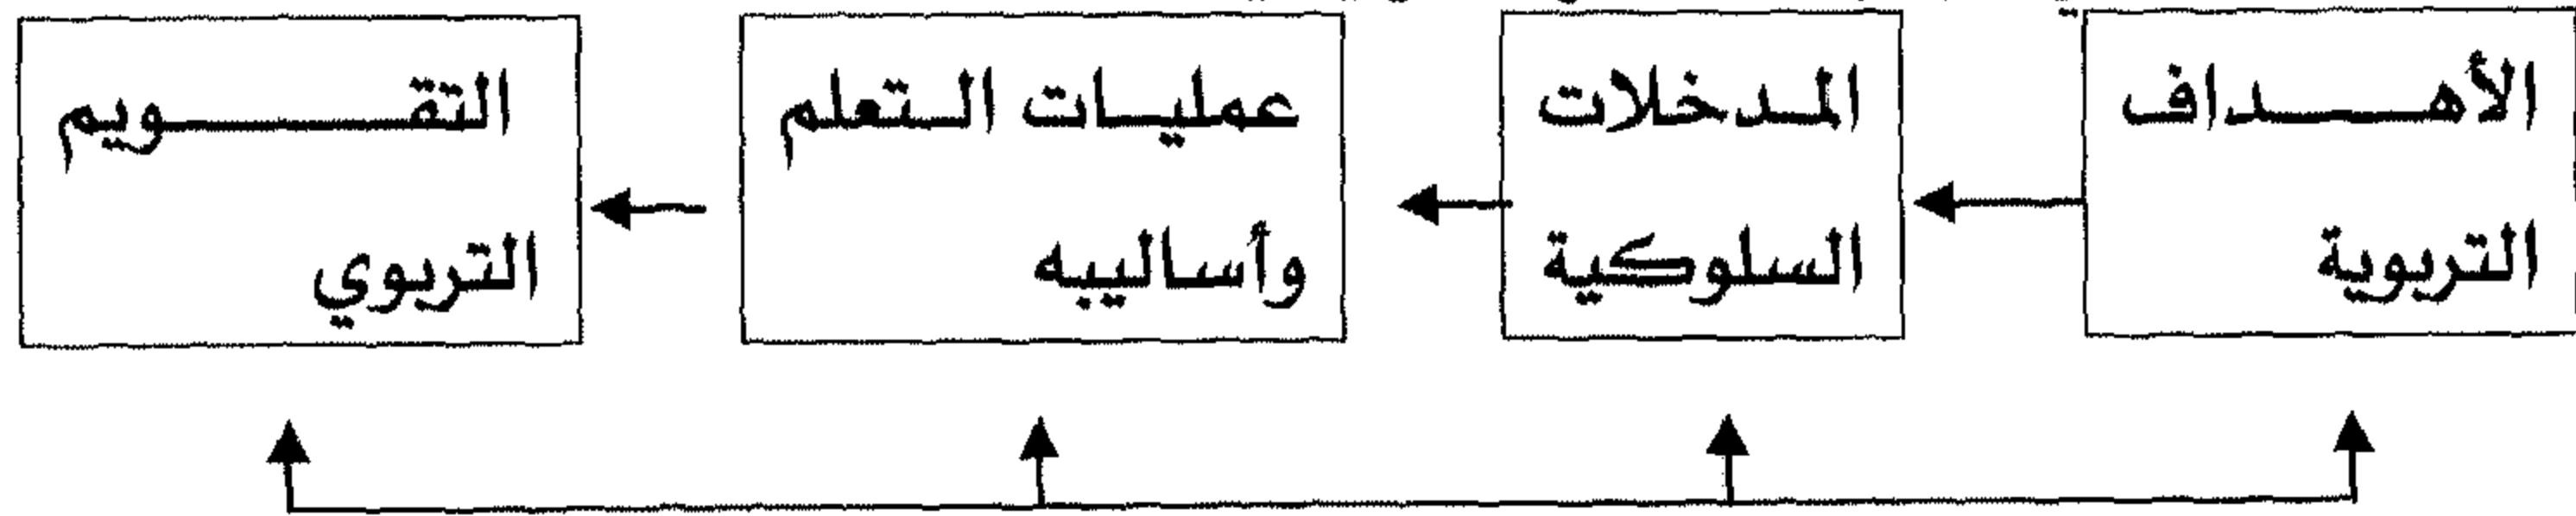 الأهداف
التربوية
المدخلات
السلوكية
عمليات التعلم
وأساليبه
التقويم
التربوي